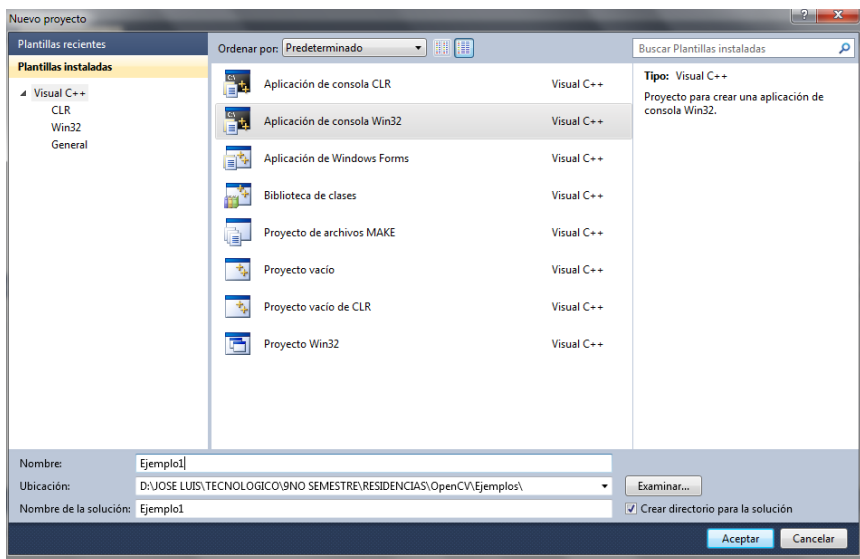 Nuevo proyecto
Plantillas recientes
Plantillas instaladas
Visual C++
CLR
Win32
General
Ordenar por: Predeterminado
Aplicación de consola CLR Visual C++
Aplicación de consola Win32 Visual C++
Aplicación de Windows Forms Visual C++
Biblioteca de clases Visual C++
Proyecto de archivos MAKE Visual C++
Proyecto vacío Visual C++
Proyecto vacío de CLR Visual C++
Proyecto Win32 Visual C++
Buscar Plantillas instaladas
Tipo: Visual C++
Proyecto para crear una aplicación de
consola Win32.
Nombre: Ejemplo1
Ubicación: D:\JOSE LUIS\TECNOLOGICO\9NO SEMESTRE\RESIDENCIAS\OpenCV\Ejemplos\
Examinar...
Nombre de la solución: Ejemplo1
Crear directorio para la solución
Aceptar Cancelar